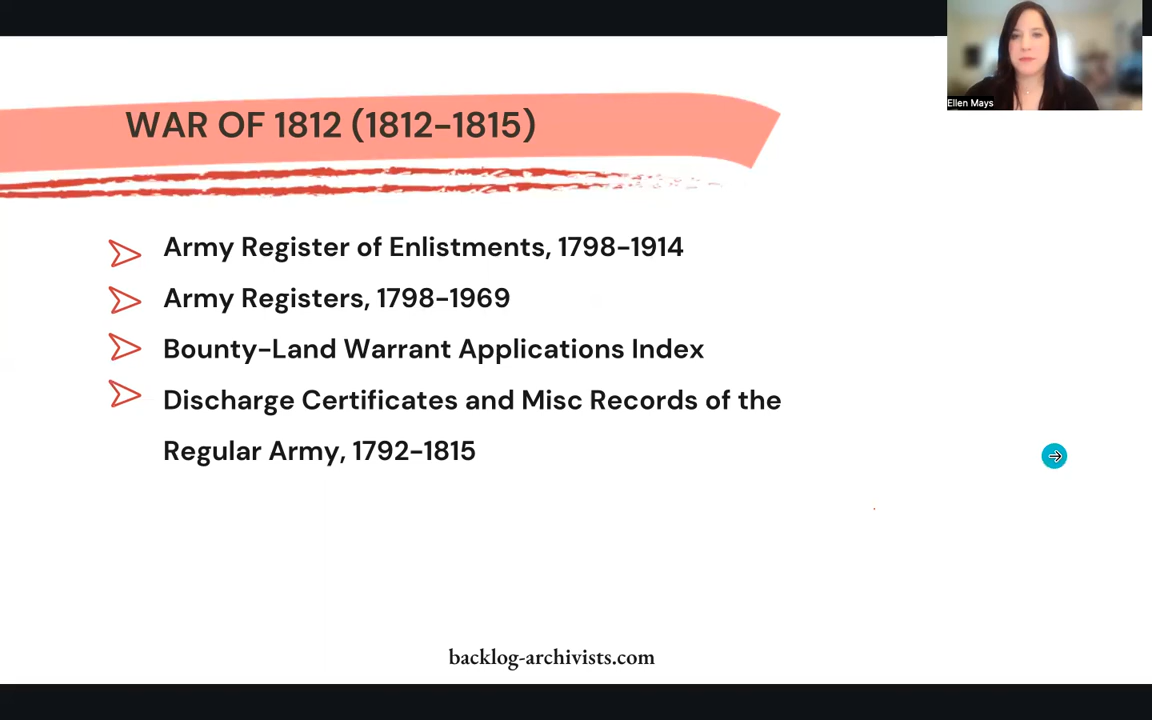 Ellen Mays
WAR OF 1812 (1812-1815)
Army Register of Enlistments, 1798-1914
Army Registers, 1798-1969
Bounty-Land Warrant Applications Index
Discharge Certificates and Misc Records of the
Regular Army, 1792-1815
backlog-archivists.com